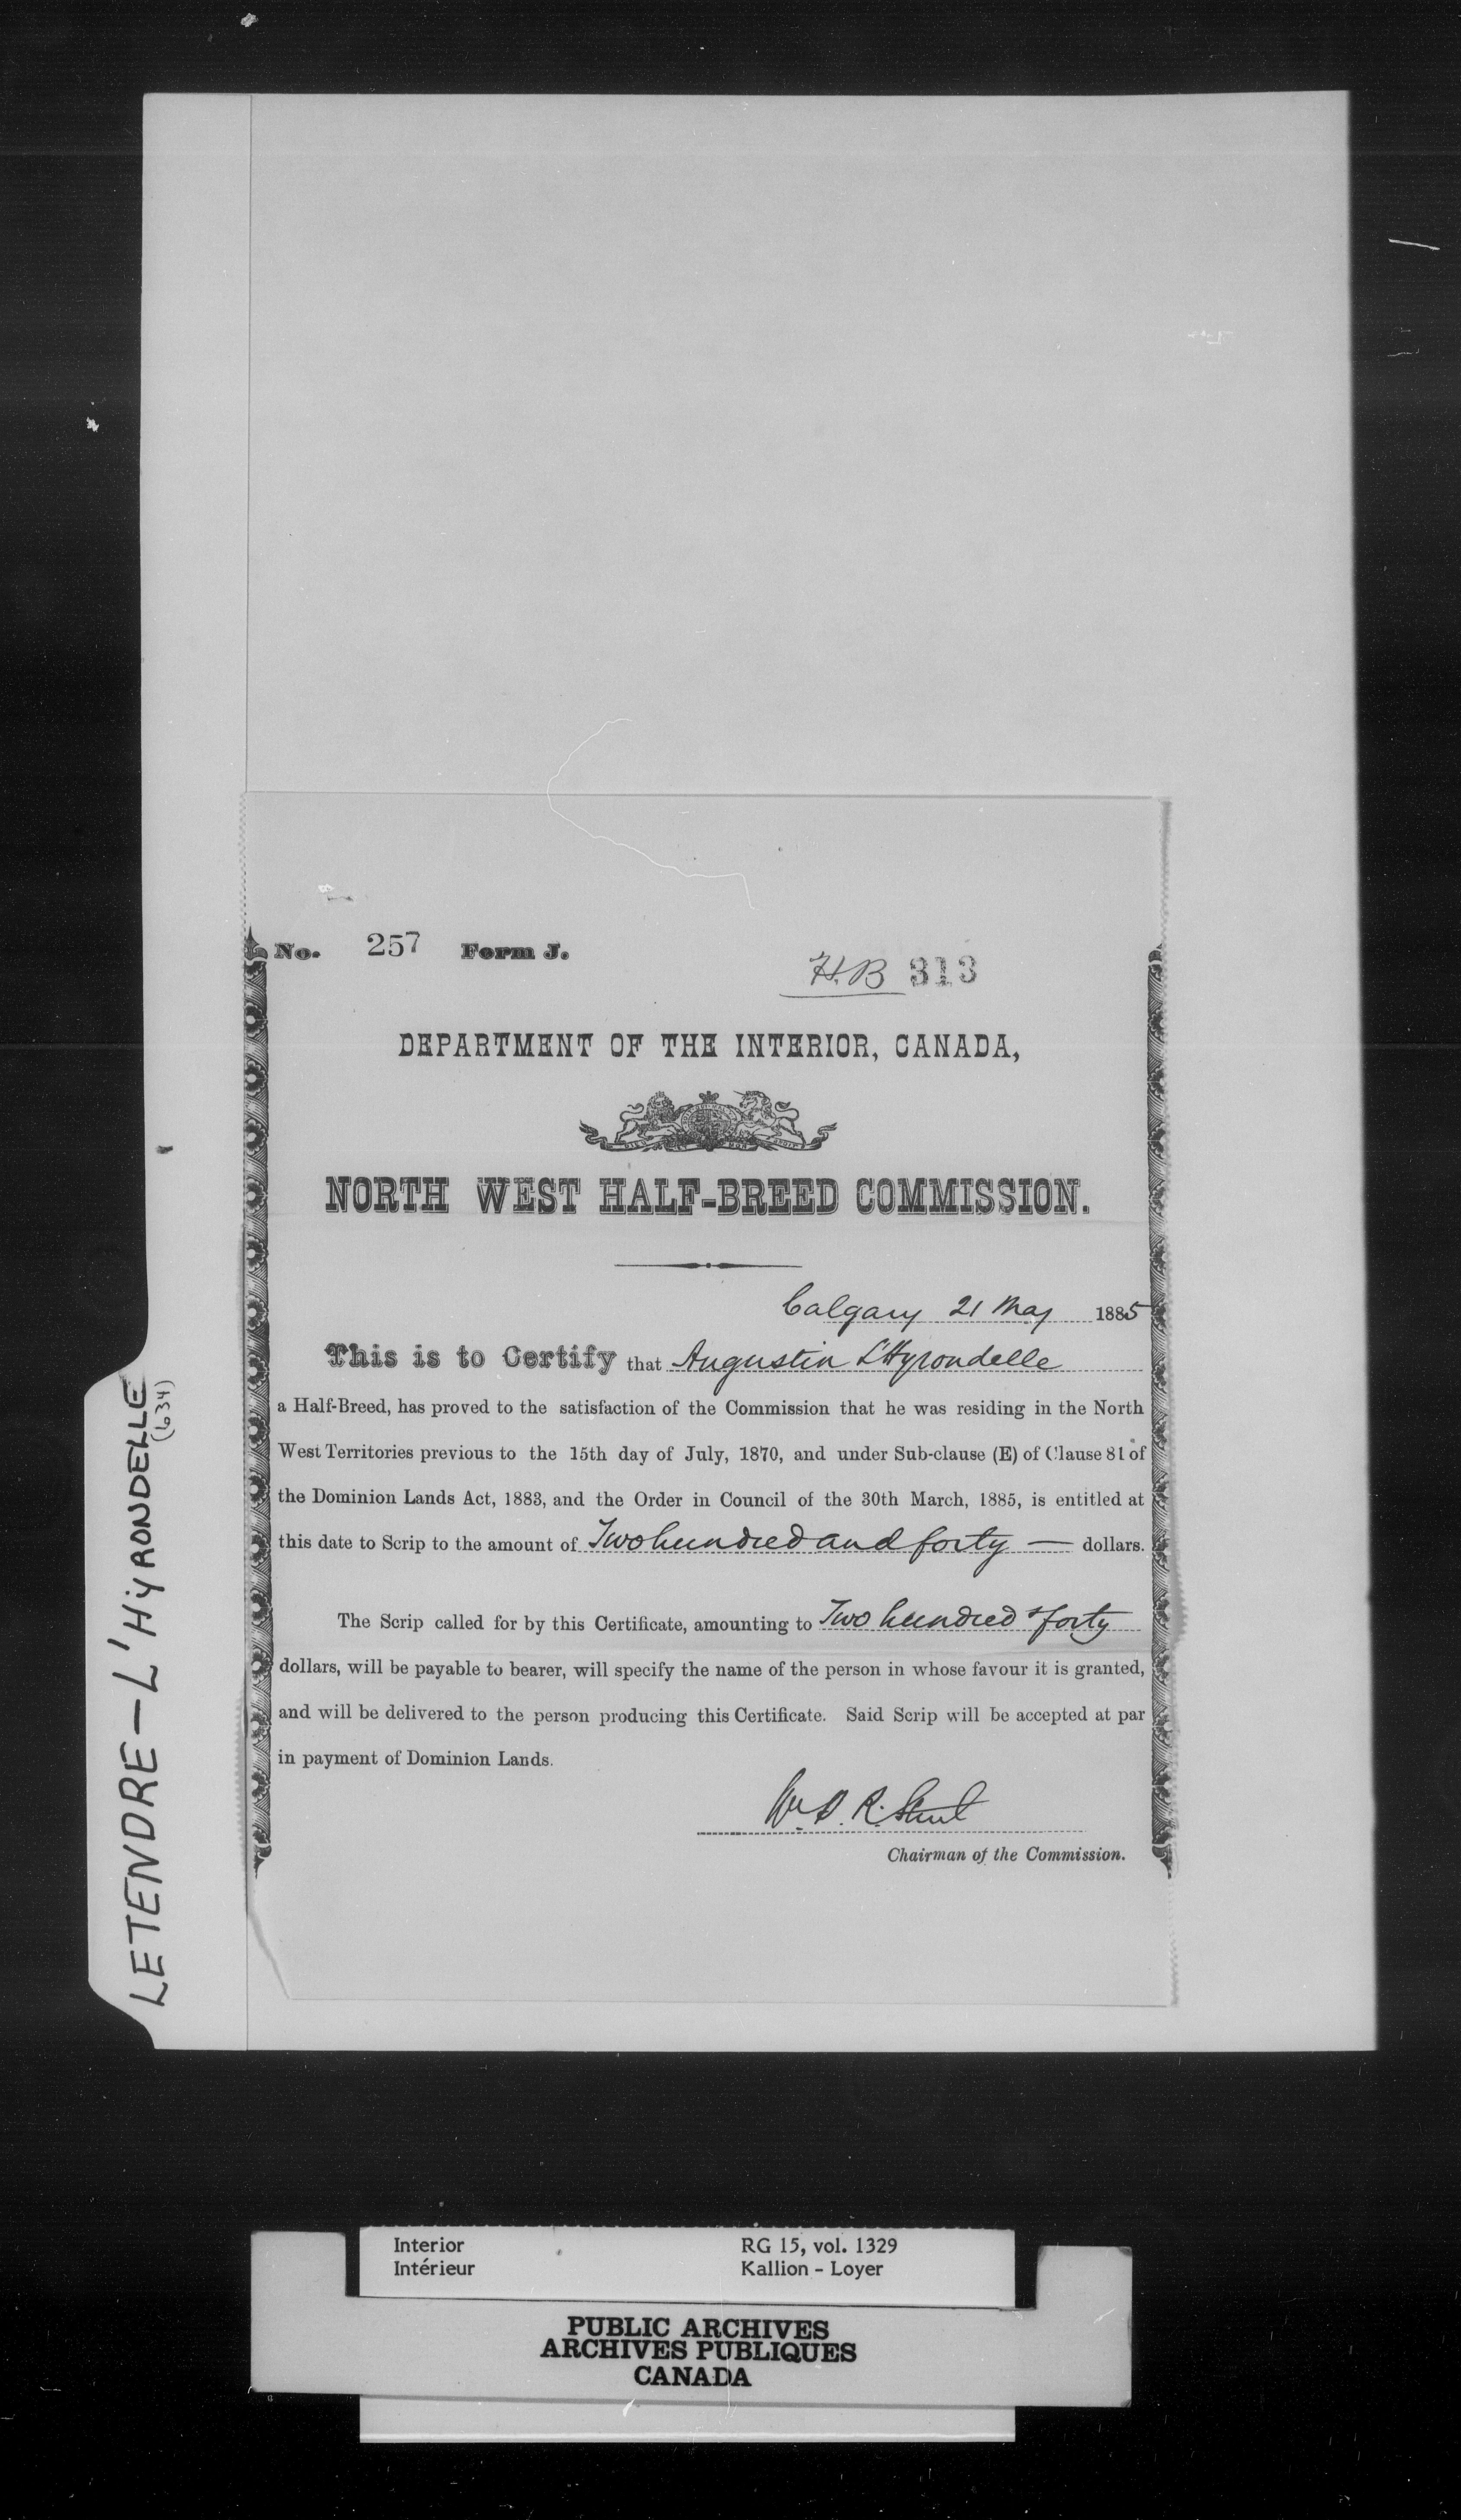 No. 257 Form J.
H.B 313
DEPARTMENT OF THE INTERIOR, CANADA,
NORTH WEST HALF-BREED COMMISSION.
Calgary 21 May 1885
This is to Certify that Augustin L'Hyrondelle
a Half-Breed, has proved to the satisfaction of the Commission that he was residing in the North
West Territories previous to the 15th day of July, 1870, and under Sub-clause (E) of Clause 81 of
the Dominion Lands Act, 1883, and the Order in Council of the 30th March, 1885, is entitled at
this date to Scrip to the amount of Two hundred and forty — dollars.
The Scrip called for by this Certificate, amounting to Two hundred & forty
dollars, will be payable to bearer, will specify the name of the person in whose favour it is granted,
and will be delivered to the person producing this Certificate. Said Scrip will be accepted at par
in payment of Dominion Lands.
Wm. P. R. Street
Chairman of the Commission.
LETENDRE – L'HYRONDELLE
(634)
Interior
Intérieur
RG 15, vol. 1329
Kallion - Loyer
PUBLIC ARCHIVES
ARCHIVES PUBLIQUES
CANADA